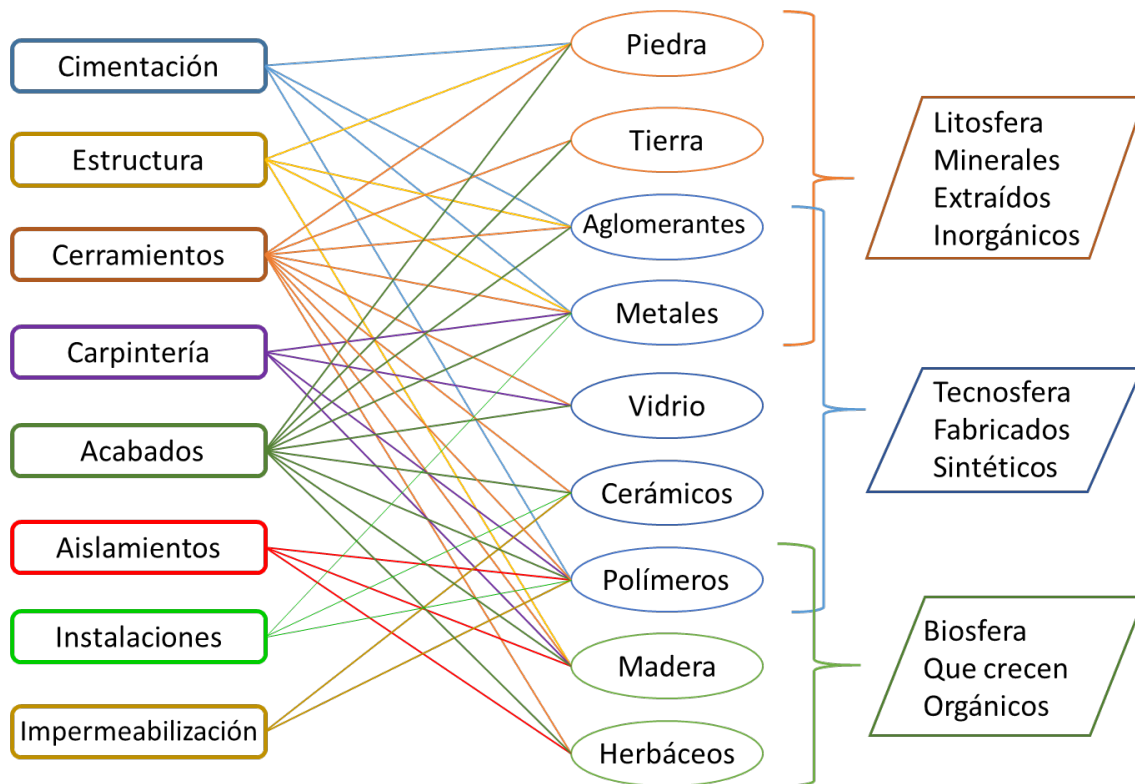 Cimentación
Estructura
Cerramientos
Carpintería
Acabados
Aislamientos
Instalaciones
Impermeabilización
Piedra
Tierra
Aglomerantes
Metales
Vidrio
Cerámicos
Polímeros
Madera
Herbáceos
Litosfera
Minerales
Extraídos
Inorgánicos
Tecnosfera
Fabricados
Sintéticos
Biosfera
Que crecen
Orgánicos